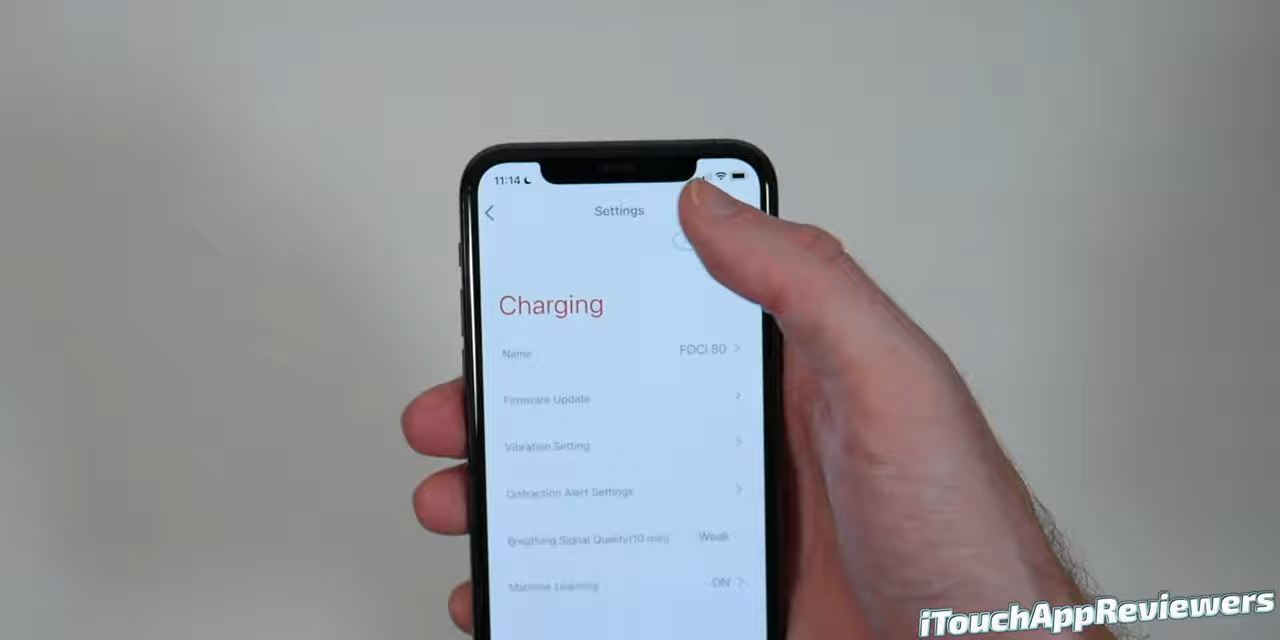 11:14
Settings
Charging
Name FOCI 80
Firmware Update
Vibration Setting
Distraction Alert Settings
Breathing Signal Quality(10 min) Weak
Machine Learning ON
iTouchAppReviewers